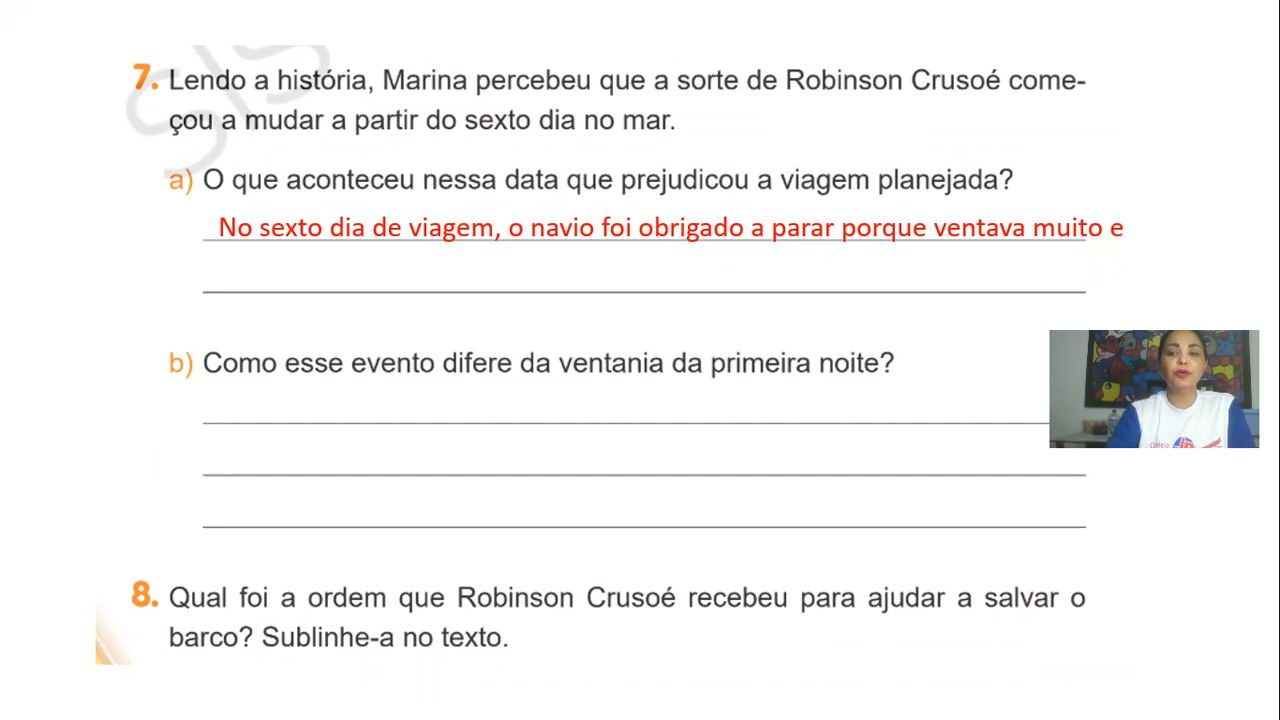 7. Lendo a história, Marina percebeu que a sorte de Robinson Crusoé come-
çou a mudar a partir do sexto dia no mar.
a) O que aconteceu nessa data que prejudicou a viagem planejada?
No sexto dia de viagem, o navio foi obrigado a parar porque ventava muito e
b) Como esse evento difere da ventania da primeira noite?
8. Qual foi a ordem que Robinson Crusoé recebeu para ajudar a salvar o
barco? Sublinhe-a no texto.